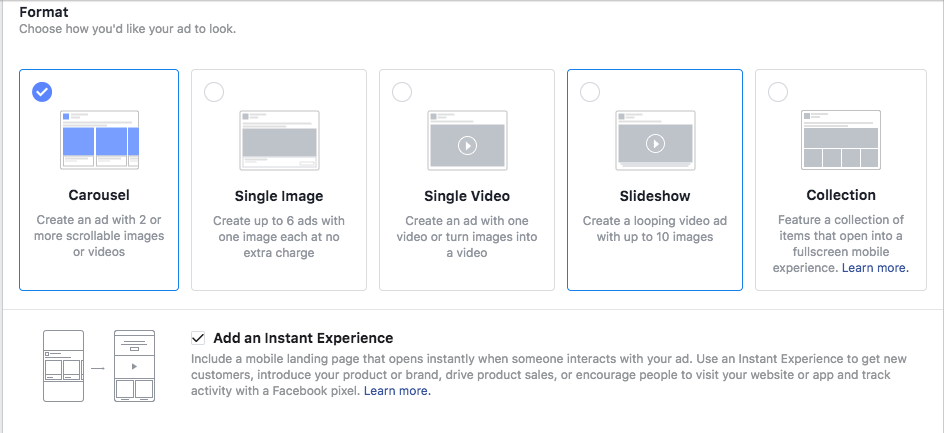 Format
Choose how you'd like your ad to look.
Carousel
Create an ad with 2 or
more scrollable images
or videos
Single Image
Create up to 6 ads with
one image each at no
extra charge
Single Video
Create an ad with one
video or turn images into
a video
Slideshow
Create a looping video ad
with up to 10 images
Collection
Feature a collection of
items that open into a
fullscreen mobile
experience. Learn more.
Add an Instant Experience
Include a mobile landing page that opens instantly when someone interacts with your ad. Use an Instant Experience to get new
customers, introduce your product or brand, drive product sales, or encourage people to visit your website or app and track
activity with a Facebook pixel. Learn more.